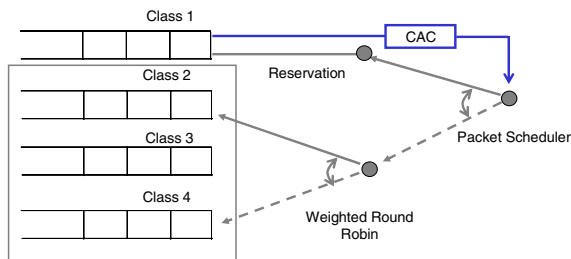 Class 1
CAC
Class 2
Reservation
Class 3
Packet Scheduler
Class 4
Weighted Round
Robin